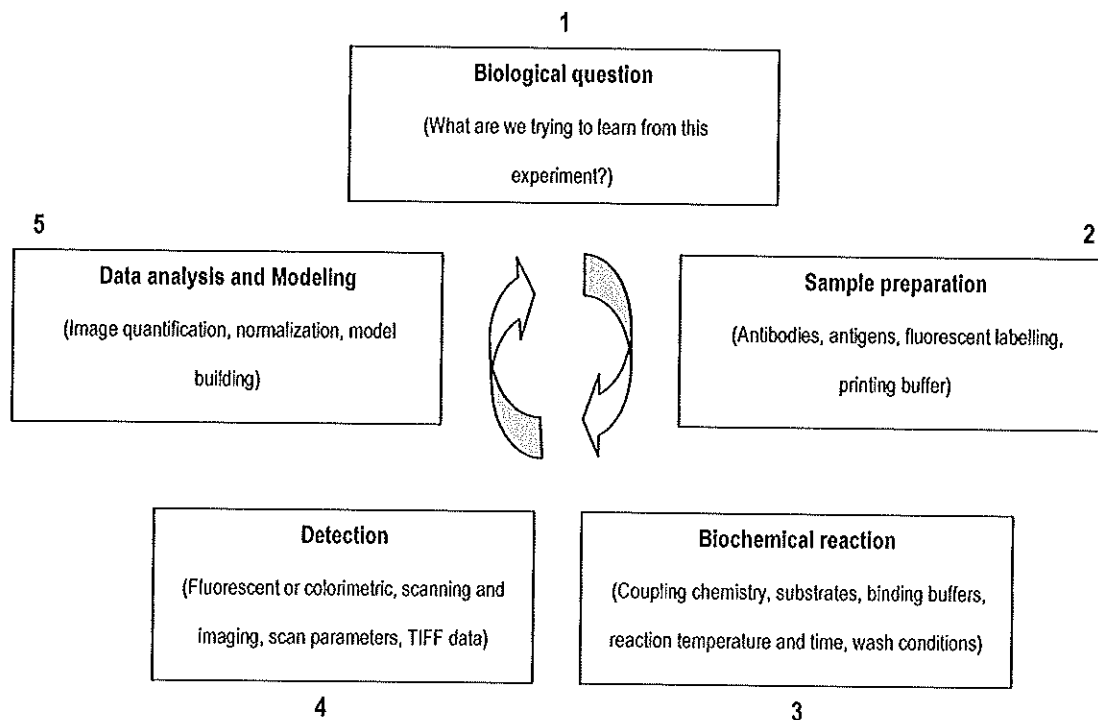 1
Biological question
(What are we trying to learn from this
experiment?)
2
Sample preparation
(Antibodies, antigens, fluorescent labelling,
printing buffer)
3
Biochemical reaction
(Coupling chemistry, substrates, binding buffers,
reaction temperature and time, wash conditions)
4
Detection
(Fluorescent or colorimetric, scanning and
imaging, scan parameters, TIFF data)
5
Data analysis and Modeling
(Image quantification, normalization, model
building)